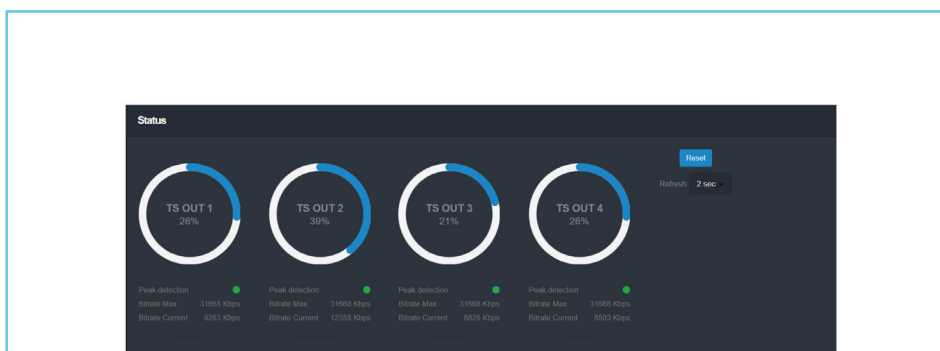 Status
Reset
Refresh: 2 sec
TS OUT 1
26%
TS OUT 2
39%
TS OUT 3
21%
TS OUT 4
26%
Peak detection
Bitrate Max 31668 Kbps
Bitrate Current 8263 Kbps
Peak detection
Bitrate Max 31668 Kbps
Bitrate Current 12355 Kbps
Peak detection
Bitrate Max 31668 Kbps
Bitrate Current 6825 Kbps
Peak detection
Bitrate Max 31668 Kbps
Bitrate Current 8503 Kbps